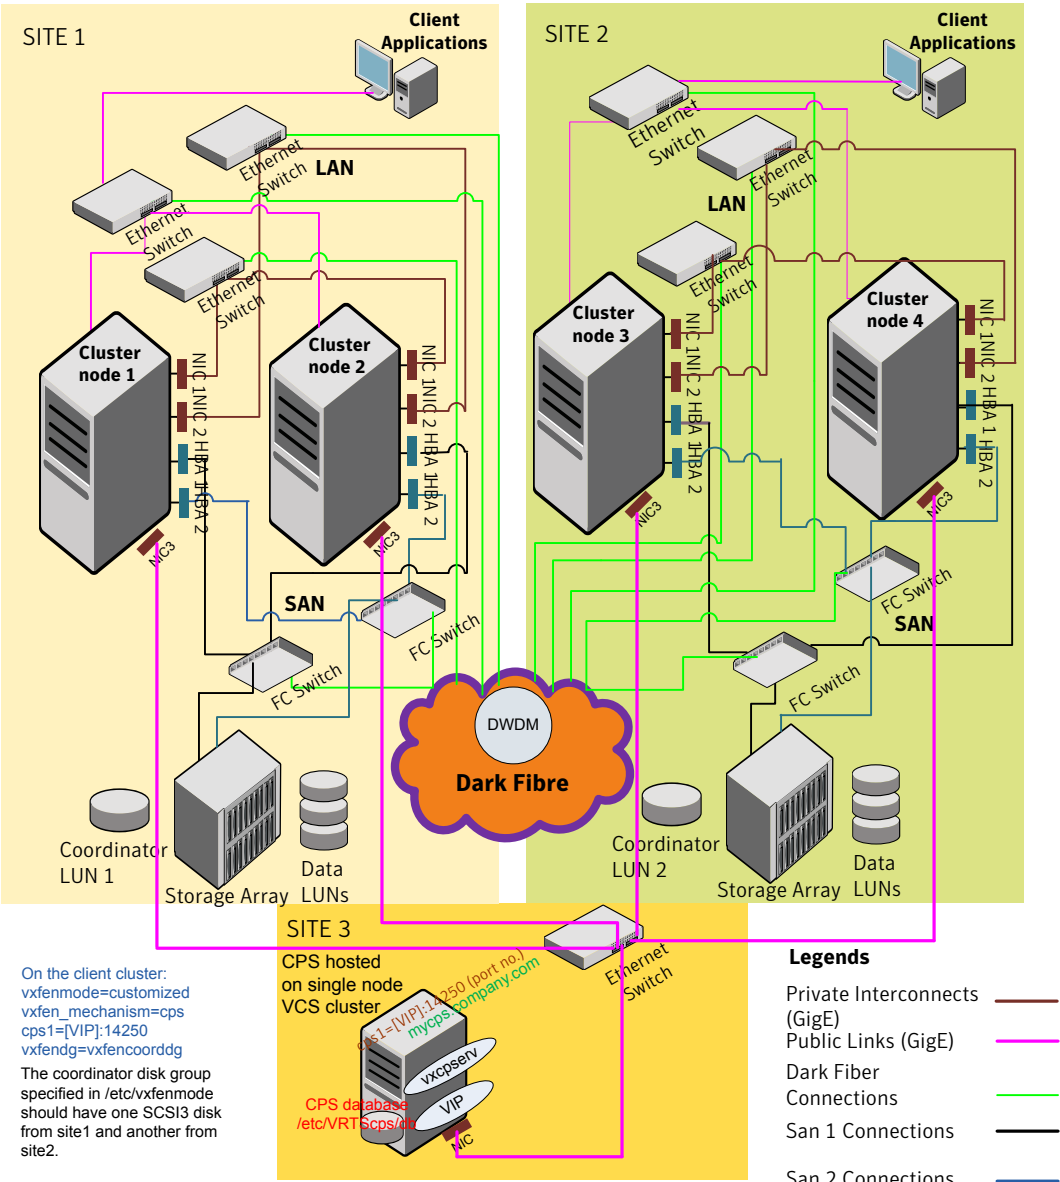 SITE 1
Client
Applications
Ethernet
Switch
LAN
Ethernet
Switch
Ethernet
Switch
Cluster
node 1
Cluster
node 2
NIC 1
NIC 2
HBA 1
HBA 2
NIC3
NIC 1
NIC 2
HBA 1
HBA 2
NIC3
SAN
FC Switch
FC Switch
Coordinator
LUN 1
Storage Array
Data
LUNs
SITE 2
Client
Applications
Ethernet
Switch
Ethernet
Switch
LAN
Ethernet
Switch
Cluster
node 3
Cluster
node 4
NIC 1
NIC 2
HBA 1
HBA 2
NIC3
NIC 1
NIC 2
HBA 1
HBA 2
NIC3
FC Switch
SAN
FC Switch
DWDM
Dark Fibre
Coordinator
LUN 2
Storage Array
Data
LUNs
SITE 3
CPS hosted
on single node
VCS cluster
Ethernet
Switch
cps1=[VIP]:14250 (port no.)
mycps.company.com
vxcpserv
VIP
CPS database
/etc/VRTScps/db
NIC
On the client cluster:
vxfenmode=customized
vxfen_mechanism=cps
cps1=[VIP]:14250
vxfendg=vxfencoorddg
The coordinator disk group
specified in /etc/vxfenmode
should have one SCSI3 disk
from site1 and another from
site2.
Legends
Private Interconnects
(GigE)
Public Links (GigE)
Dark Fiber
Connections
San 1 Connections
San 2 Connections